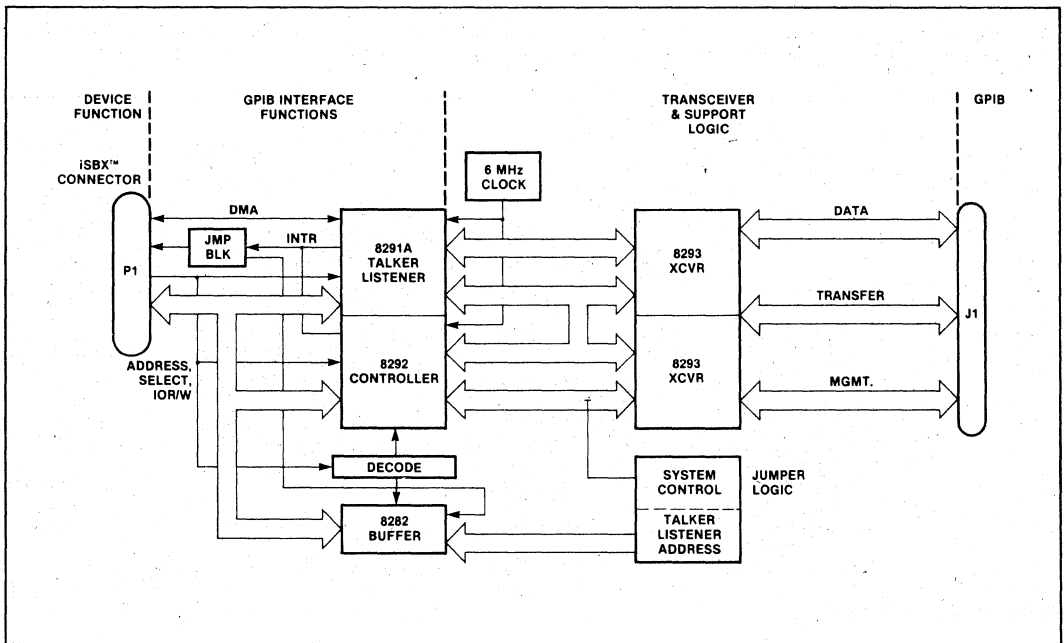 DEVICE
FUNCTION
GPIB INTERFACE
FUNCTIONS
TRANSCEIVER
& SUPPORT
LOGIC
GPIB
iSBX™
CONNECTOR
6 MHz
CLOCK
DMA
JMP
BLK
INTR
P1
8291A
TALKER
LISTENER
8293
XCVR
DATA
TRANSFER
J1
ADDRESS,
SELECT,
IOR/W
8292
CONTROLLER
8293
XCVR
MGMT.
DECODE
8282
BUFFER
SYSTEM
CONTROL
JUMPER
LOGIC
TALKER
LISTENER
ADDRESS